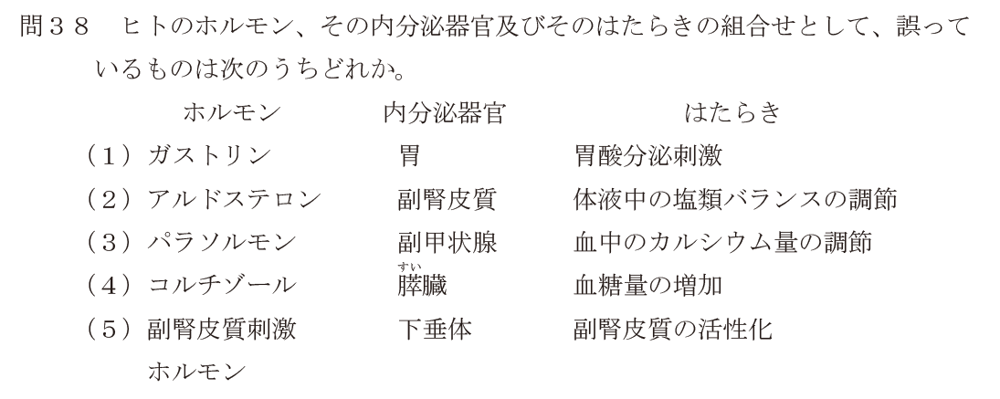 問３８　ヒトのホルモン、その内分泌器官及びそのはたらきの組合せとして、誤って
いるものは次のうちどれか。
ホルモン　内分泌器官　はたらき
（１）ガストリン　胃　胃酸分泌刺激
（２）アルドステロン　副腎皮質　体液中の塩類バランスの調節
（３）パラソルモン　副甲状腺　血中のカルシウム量の調節
すい
（４）コルチゾール　膵臓　血糖量の増加
（５）副腎皮質刺激　下垂体　副腎皮質の活性化
ホルモン